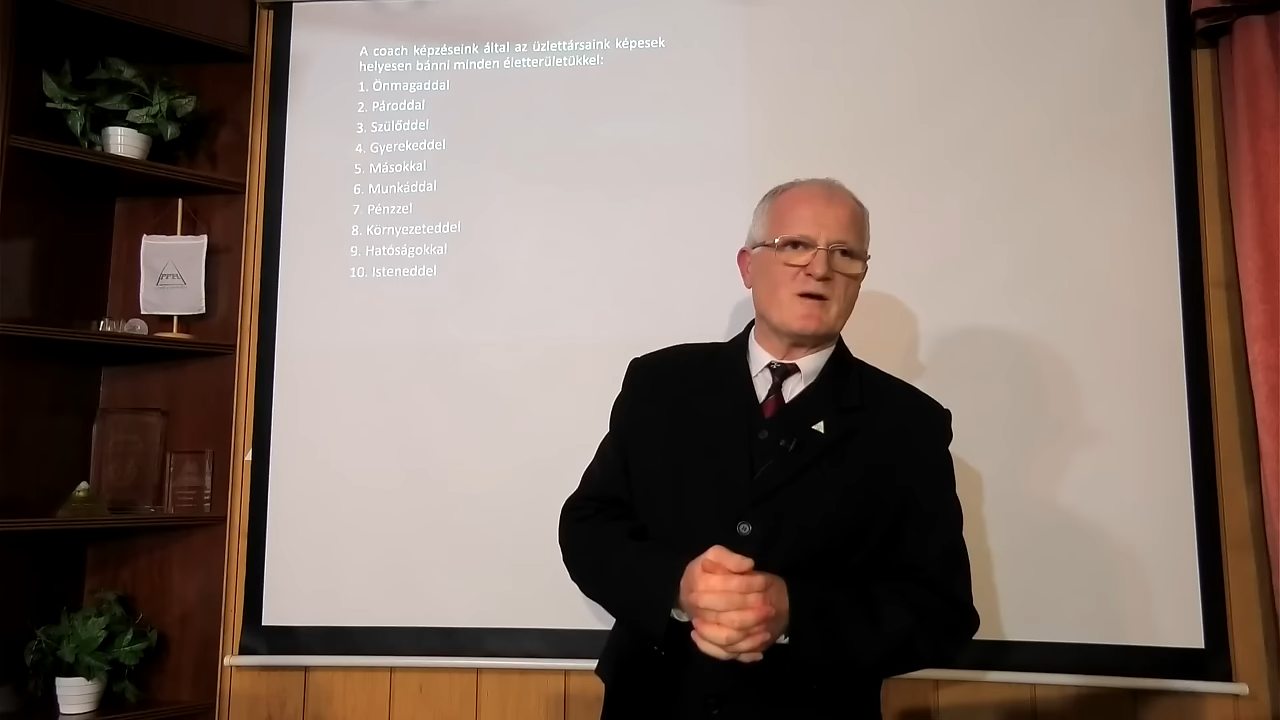 A coach képzéseink által az üzlettársaink képesek
helyesen bánni minden életterületükkel:
1. Önmagaddal
2. Pároddal
3. Szülőddel
4. Gyerekeddel
5. Másokkal
6. Munkáddal
7. Pénzzel
8. Környezeteddel
9. Hatóságokkal
10. Isteneddel